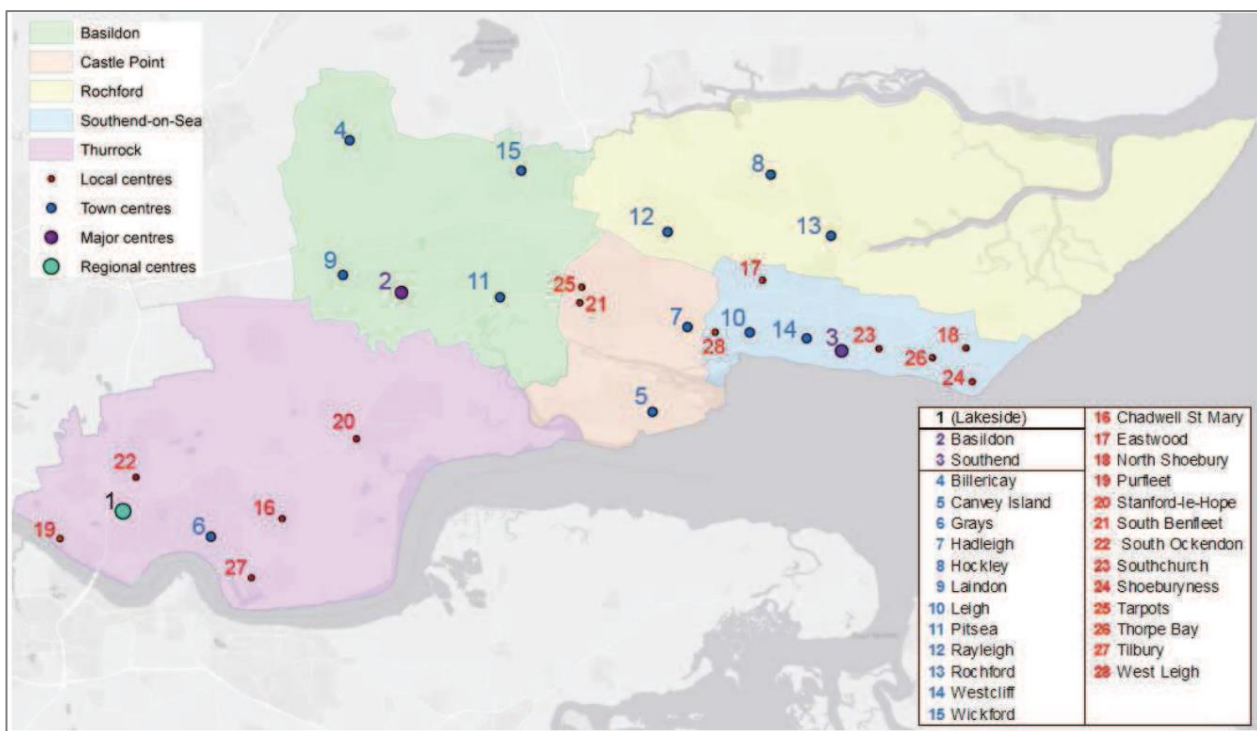 Basildon
Castle Point
Rochford
Southend-on-Sea
Thurrock
Local centres
Town centres
Major centres
Regional centres
4
15
8
12
13
9
2
11
25
21
17
7
28
10
14
3
23
18
26
24
5
20
22
1
16
19
6
27
1 (Lakeside)
2 Basildon
3 Southend
4 Billericay
5 Canvey Island
6 Grays
7 Hadleigh
8 Hockley
9 Laindon
10 Leigh
11 Pitsea
12 Rayleigh
13 Rochford
14 Westcliff
15 Wickford
16 Chadwell St Mary
17 Eastwood
18 North Shoebury
19 Purfleet
20 Stanford-le-Hope
21 South Benfleet
22 South Ockendon
23 Southchurch
24 Shoeburyness
25 Tarpots
26 Thorpe Bay
27 Tilbury
28 West Leigh